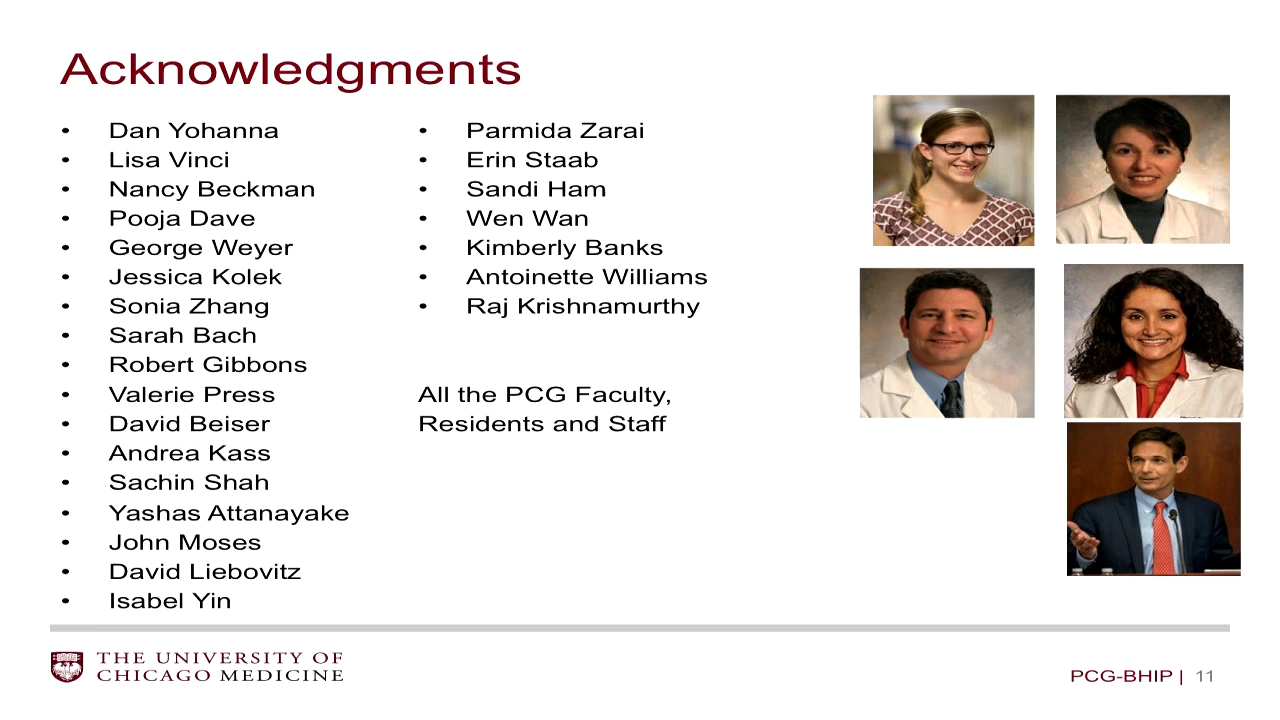 Acknowledgments
• Dan Yohanna
• Lisa Vinci
• Nancy Beckman
• Pooja Dave
• George Weyer
• Jessica Kolek
• Sonia Zhang
• Sarah Bach
• Robert Gibbons
• Valerie Press
• David Beiser
• Andrea Kass
• Sachin Shah
• Yashas Attanayake
• John Moses
• David Liebovitz
• Isabel Yin
• Parmida Zarai
• Erin Staab
• Sandi Ham
• Wen Wan
• Kimberly Banks
• Antoinette Williams
• Raj Krishnamurthy
All the PCG Faculty,
Residents and Staff
THE UNIVERSITY OF
CHICAGO MEDICINE
PCG-BHIP | 11